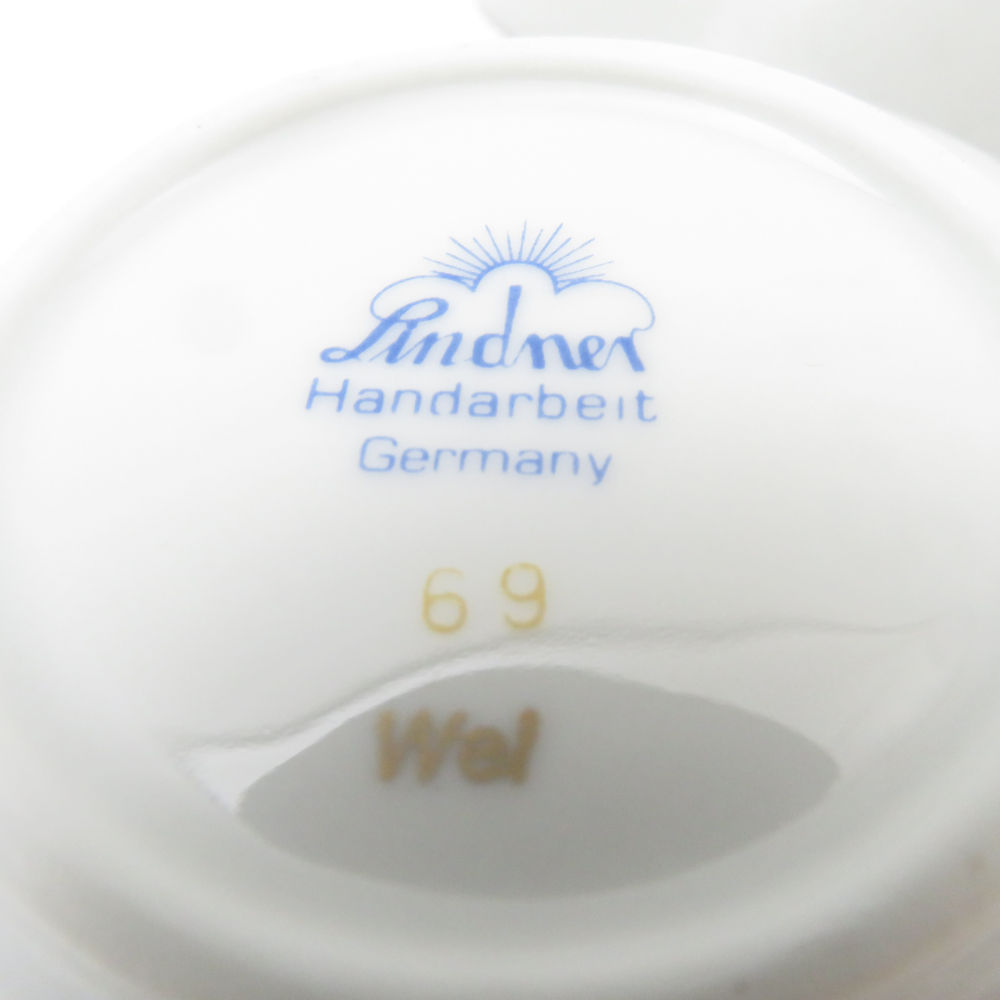 Lindner
Handarbeit
Germany
69
Wel